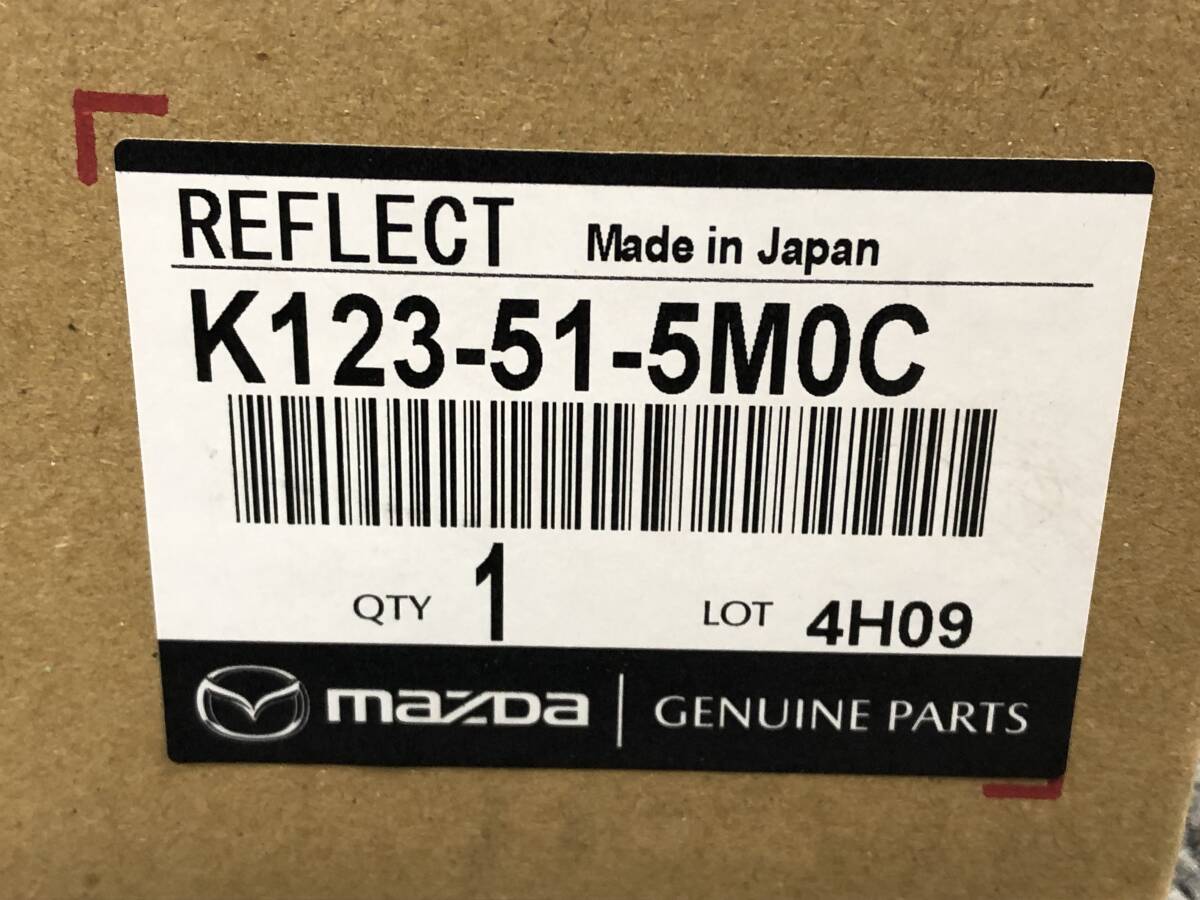 REFLECT Made in Japan
K123-51-5M0C
QTY 1 LOT 4H09
mazda GENUINE PARTS